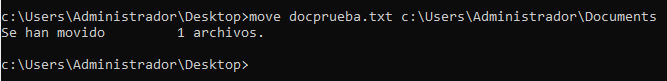 c:\Users\Administrador\Desktop>move docprueba.txt c:\Users\Administrador\Documents
Se han movido         1 archivos.
c:\Users\Administrador\Desktop>